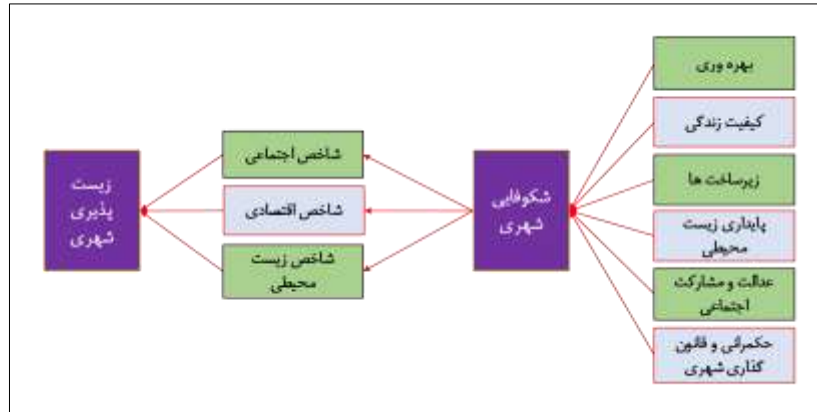 بهره وری
کیفیت زندگی
زیرساخت ها
پایداری زیست
محیطی
عدالت و مشارکت
اجتماعی
حکمرانی و قانون
گذاری شهری
شکوفایی
شهری
شاخص اجتماعی
شاخص اقتصادی
شاخص زیست
محیطی
زیست
پذیری
شهری